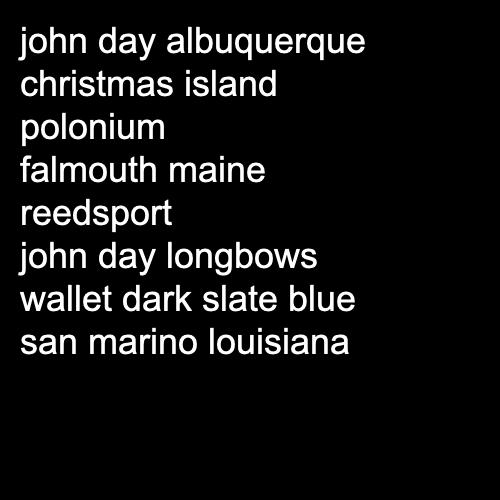 john day albuquerque
christmas island
polonium
falmouth maine
reedsport
john day longbows
wallet dark slate blue
san marino louisiana